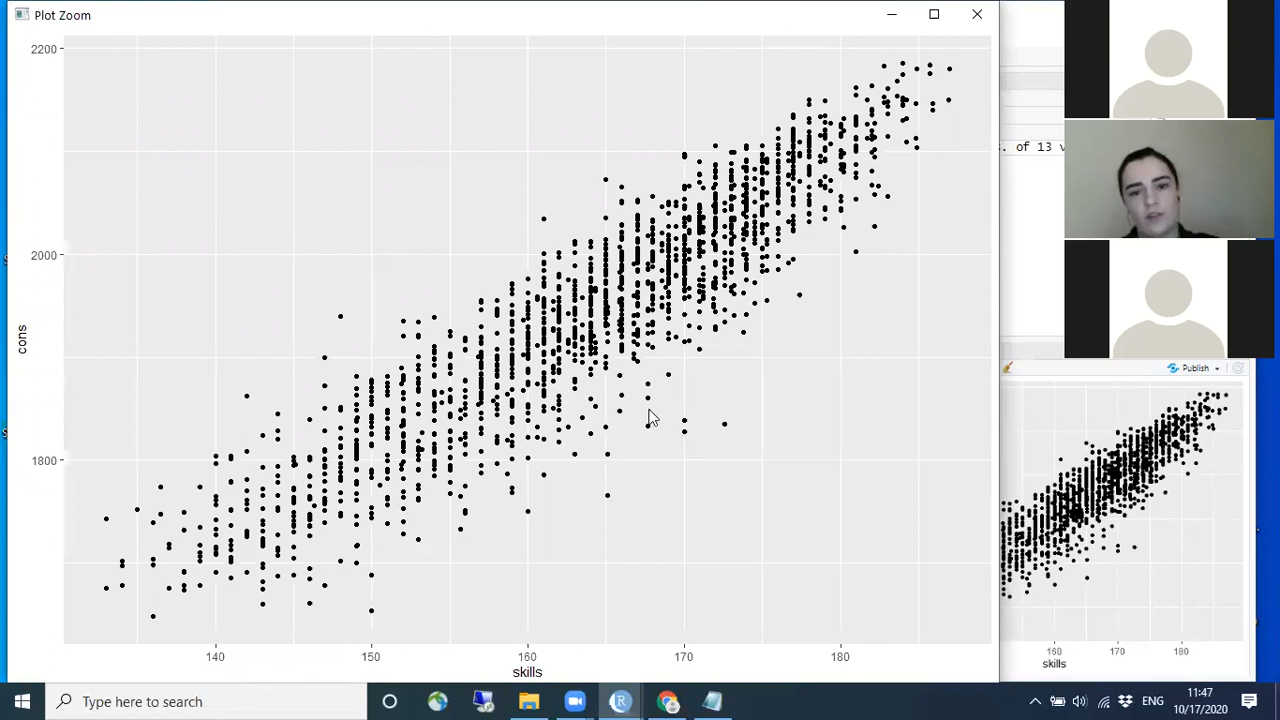 Plot Zoom
2200
2000
1800
cons
140
150
160
170
180
skills
of 13 v
Publish
160
170
180
skills
Type here to search
ENG
11:47
10/17/2020